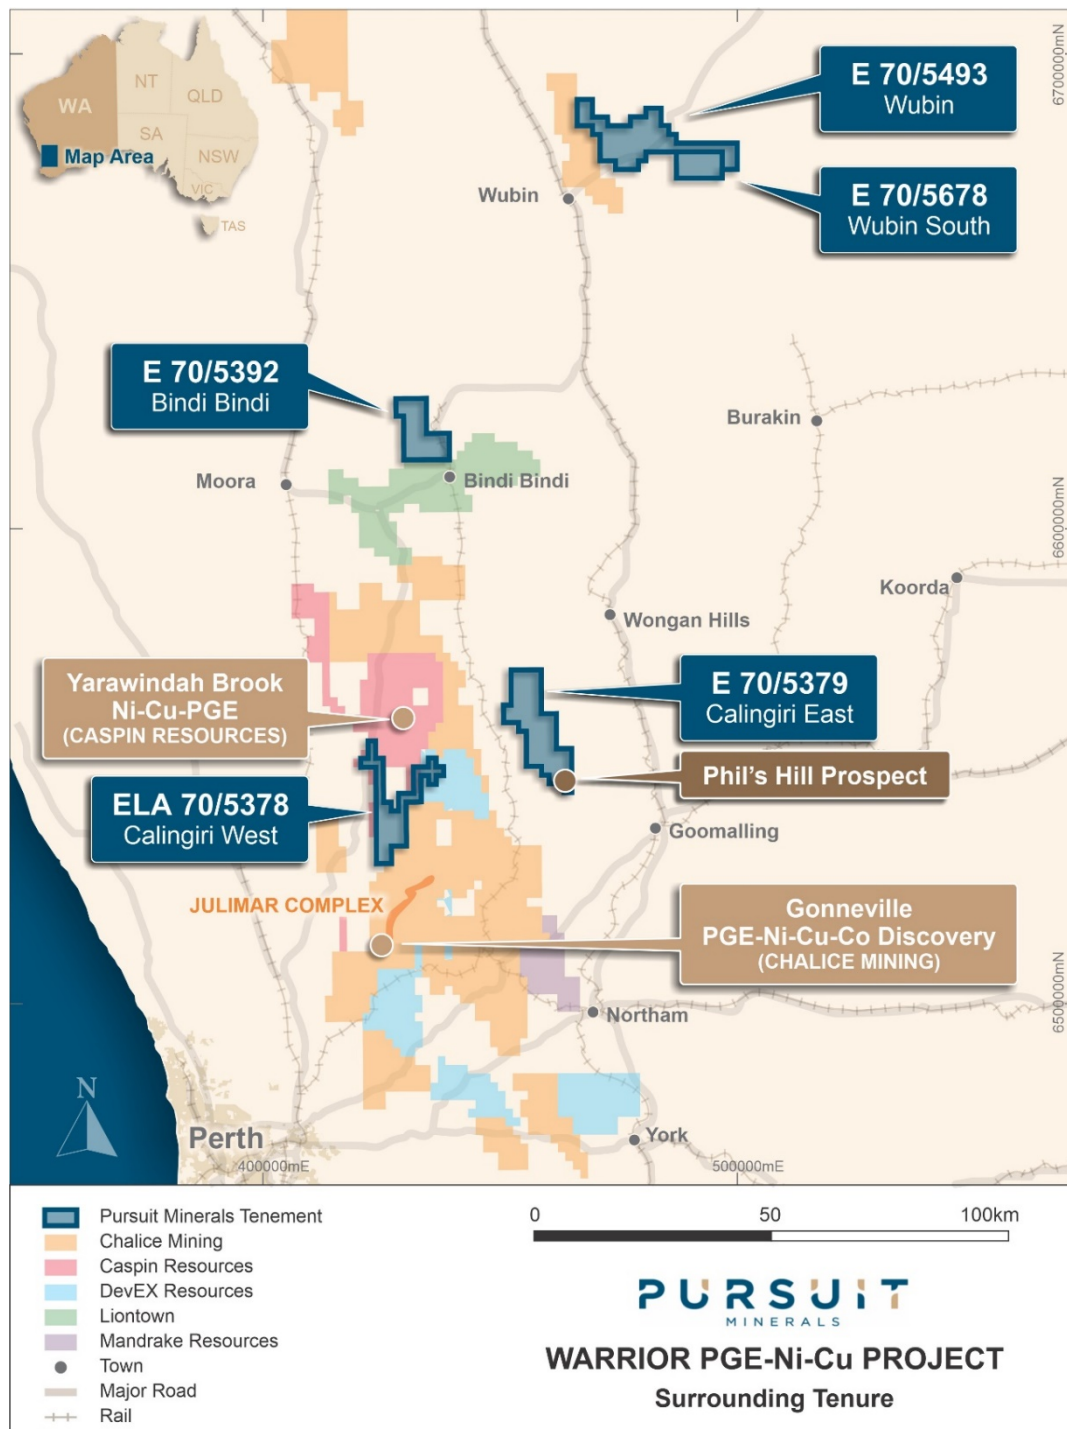 WA
NT
QLD
SA
NSW
VIC
TAS
Map Area
6700000mN
E 70/5493
Wubin
Wubin
E 70/5678
Wubin South
E 70/5392
Bindi Bindi
Burakin
Moora
Bindi Bindi
6600000mN
Koorda
Wongan Hills
Yarawindah Brook
Ni-Cu-PGE
(CASPIN RESOURCES)
E 70/5379
Calingiri East
Phil's Hill Prospect
ELA 70/5378
Calingiri West
Goomalling
JULIMAR COMPLEX
Gonneville
PGE-Ni-Cu-Co Discovery
(CHALICE MINING)
6500000mN
Northam
N
Perth
York
400000mE
500000mE
Pursuit Minerals Tenement
Chalice Mining
Caspin Resources
DevEX Resources
Liontown
Mandrake Resources
Town
Major Road
Rail
0 50 100km
PURSUIT
MINERALS
WARRIOR PGE-Ni-Cu PROJECT
Surrounding Tenure